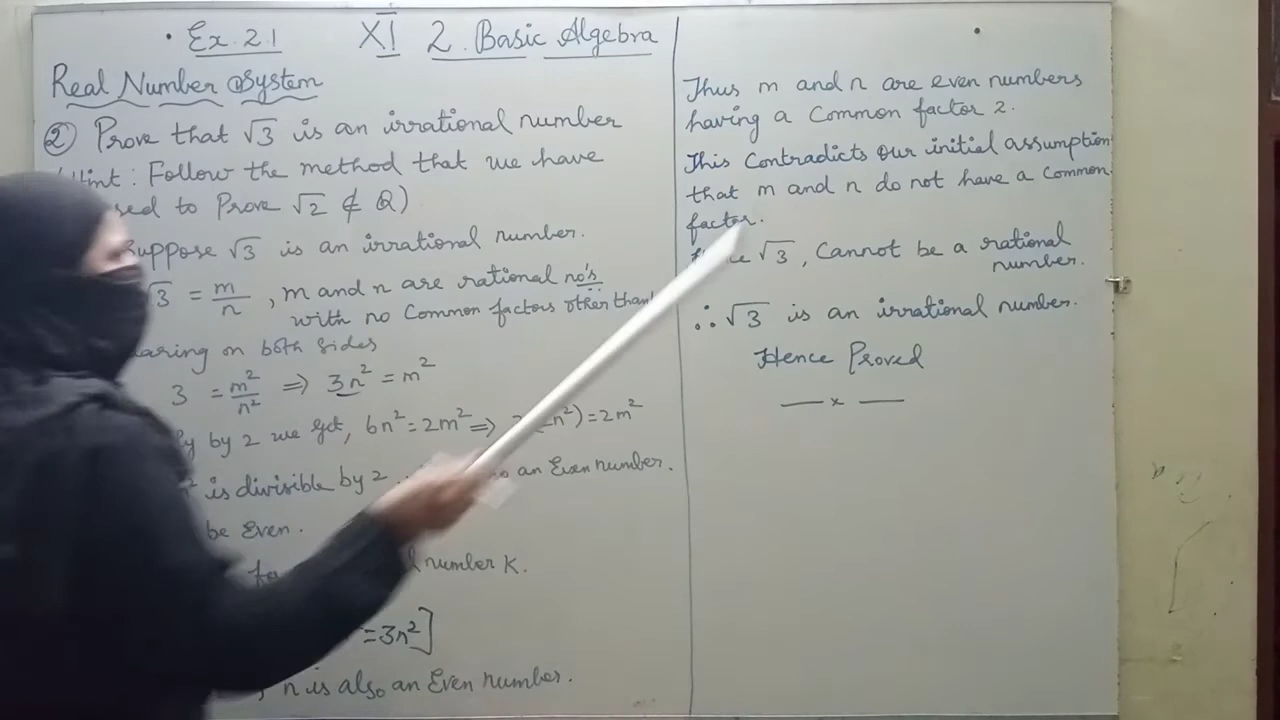 Ex. 2.1 XI 2. Basic Algebra
Real Number System
② Prove that √3 is an irrational number
Hint: Follow the method that we have
to Prove √2 ∉ Q)
√3 is an irrational number.
= m/n, m and n are rational no's
with no Common factors other than
on both sides
3 = m²/n² ⇒ 3n² = m²
by 2 we get, 6n² = 2m² ⇒ = 2m²
is divisible by 2 an Even number.
be Even.
number K.
= 3n²]
n is also an Even number.
Thus m and n are even numbers
having a Common factor 2.
This Contradicts our initial assumption
that m and n do not have a Common
factor.
√3, Cannot be a rational
number.
∴ √3 is an irrational number.
Hence Proved
— x —